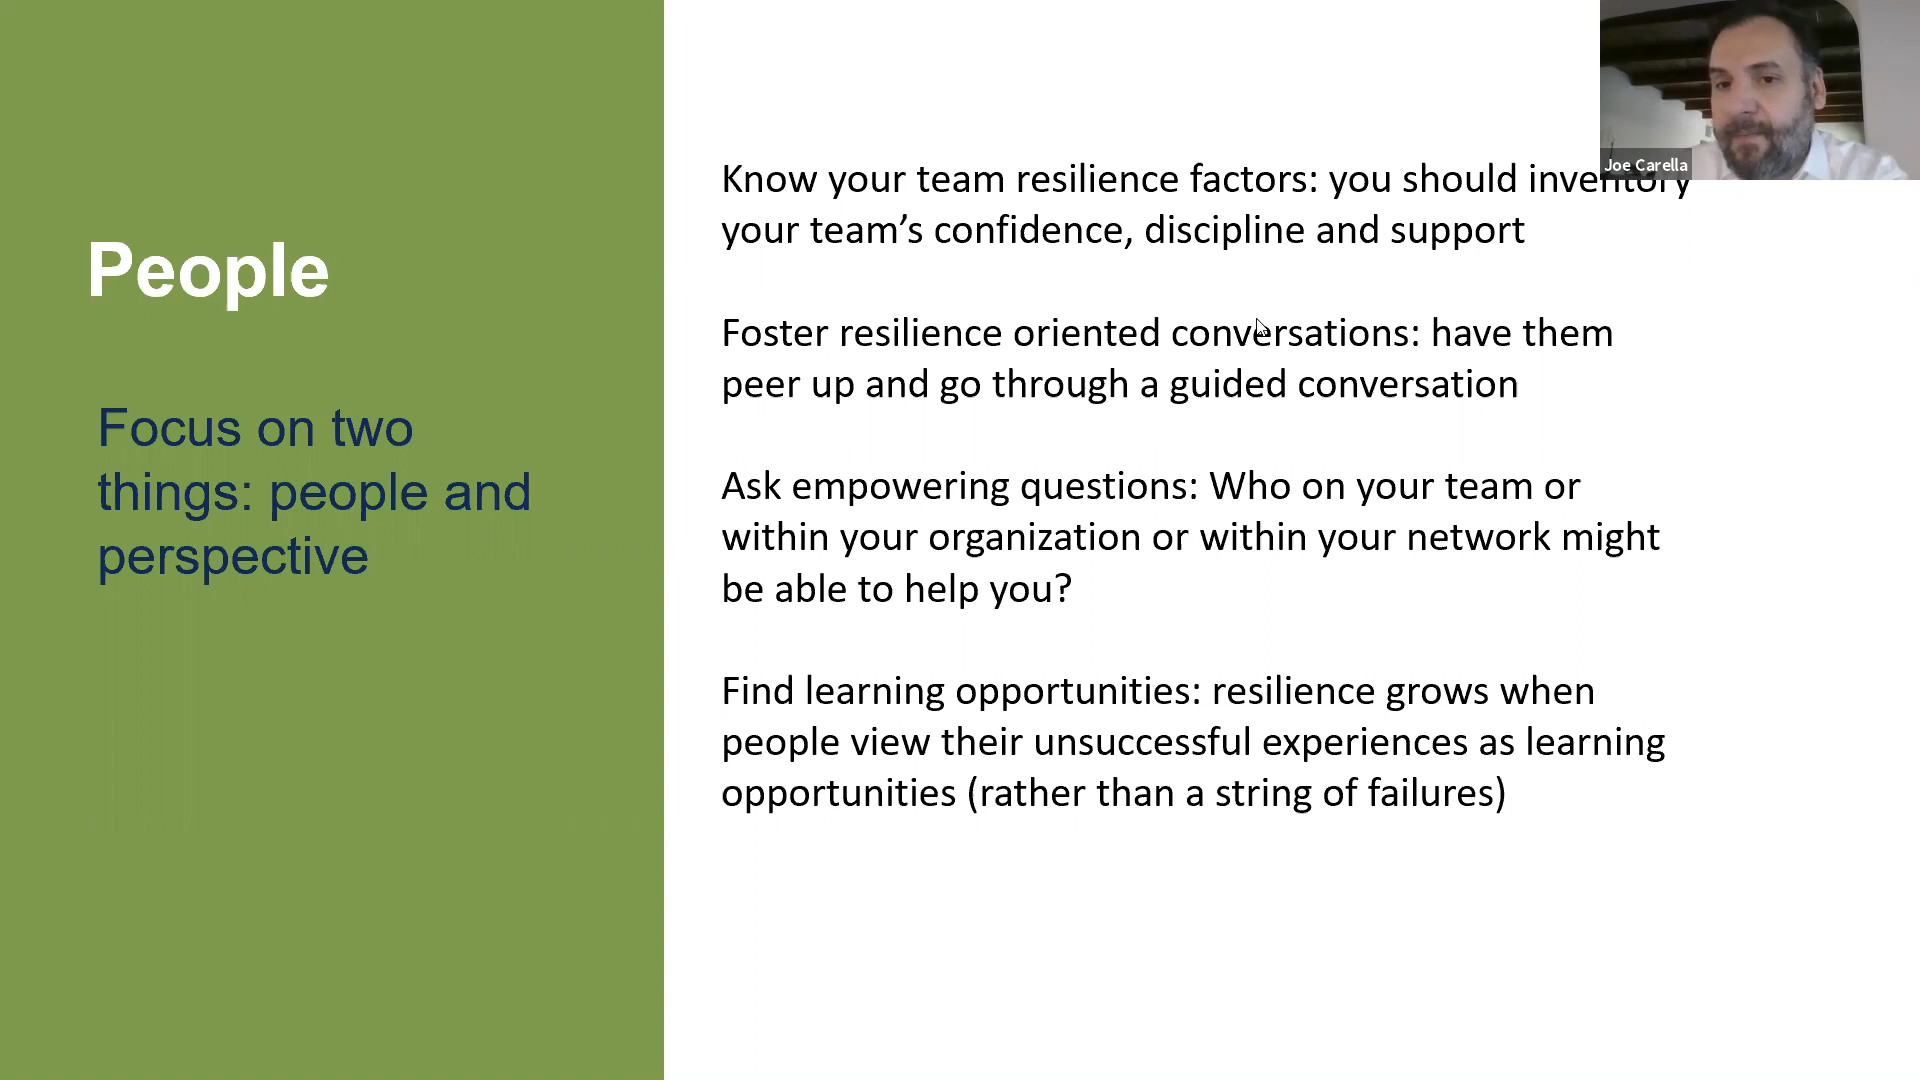 People
Focus on two
things: people and
perspective
Know your team resilience factors: you should inventory
your team’s confidence, discipline and support
Foster resilience oriented conversations: have them
peer up and go through a guided conversation
Ask empowering questions: Who on your team or
within your organization or within your network might
be able to help you?
Find learning opportunities: resilience grows when
people view their unsuccessful experiences as learning
opportunities (rather than a string of failures)
Joe Carella